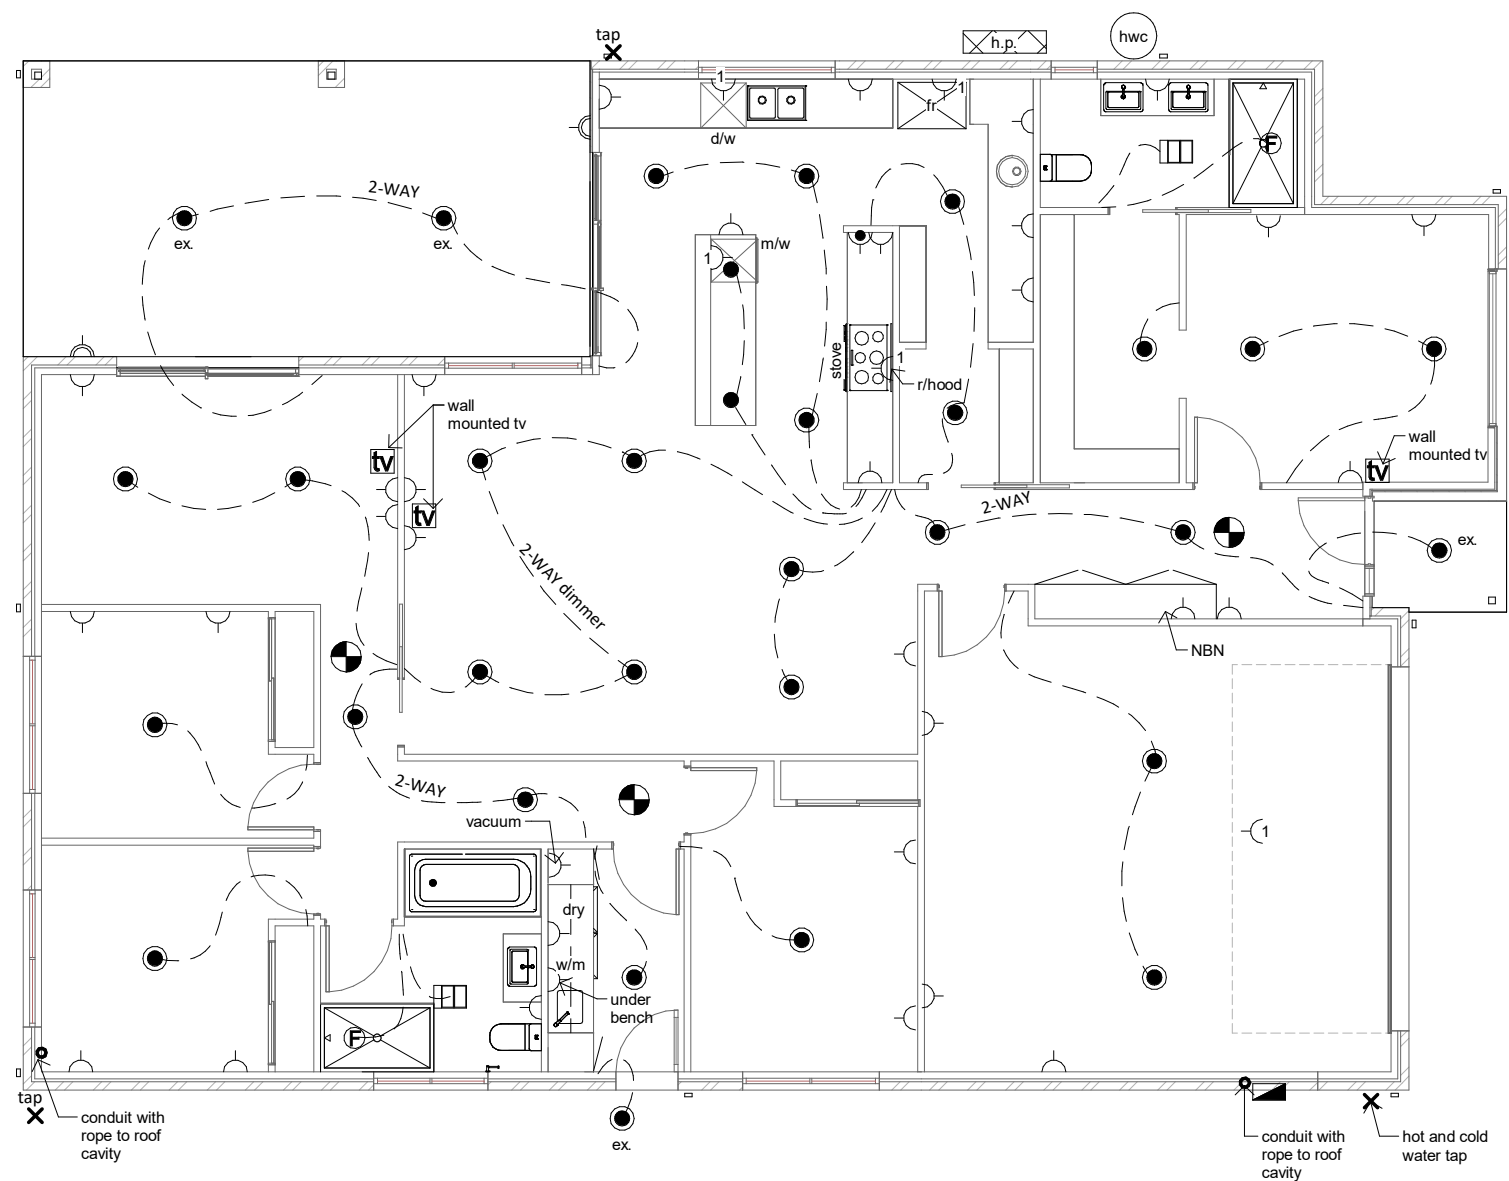 tap
h.p.
hwc
1
1
fr
d/w
F
2-WAY
ex.
ex.
m/w
1
stove
1
r/hood
wall
mounted tv
tv
tv
wall
mounted tv
tv
2-WAY
ex.
2-WAY dimmer
NBN
2-WAY
vacuum
1
dry
w/m
under
bench
F
tap
conduit with
rope to roof
cavity
ex.
conduit with
rope to roof
cavity
hot and cold
water tap